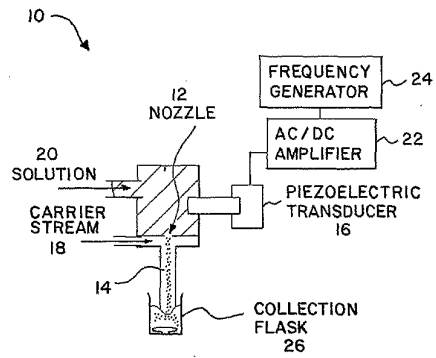 10
12
NOZZLE
FREQUENCY
GENERATOR
24
AC/DC
AMPLIFIER
22
20
SOLUTION
PIEZOELECTRIC
TRANSDUCER
16
CARRIER
STREAM
18
14
COLLECTION
FLASK
26